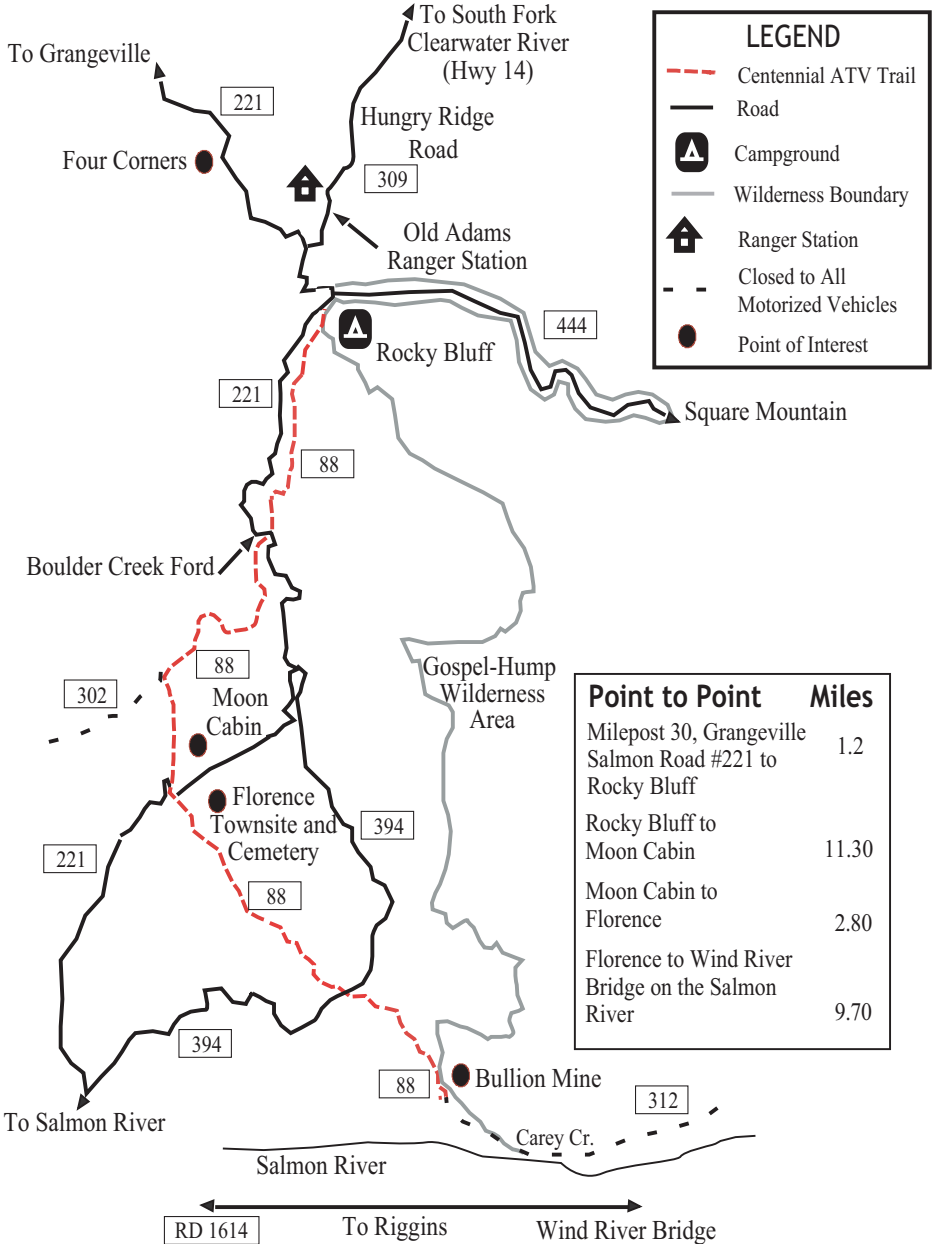 To South Fork
Clearwater River
(Hwy 14)
To Grangeville
221
Hungry Ridge
Road
Four Corners
309
Old Adams
Ranger Station
LEGEND
Centennial ATV Trail
Road
Campground
Wilderness Boundary
Ranger Station
Closed to All
Motorized Vehicles
Point of Interest
444
Rocky Bluff
221
Square Mountain
88
Boulder Creek Ford
88
302
Moon
Cabin
Gospel-Hump
Wilderness
Area
Florence
Townsite and
Cemetery
394
221
88
Point to Point Miles
Milepost 30, Grangeville
Salmon Road #221 to 1.2
Rocky Bluff
Rocky Bluff to
Moon Cabin 11.30
Moon Cabin to
Florence 2.80
Florence to Wind River
Bridge on the Salmon
River 9.70
394
88
Bullion Mine
312
To Salmon River
Carey Cr.
Salmon River
RD 1614
To Riggins
Wind River Bridge